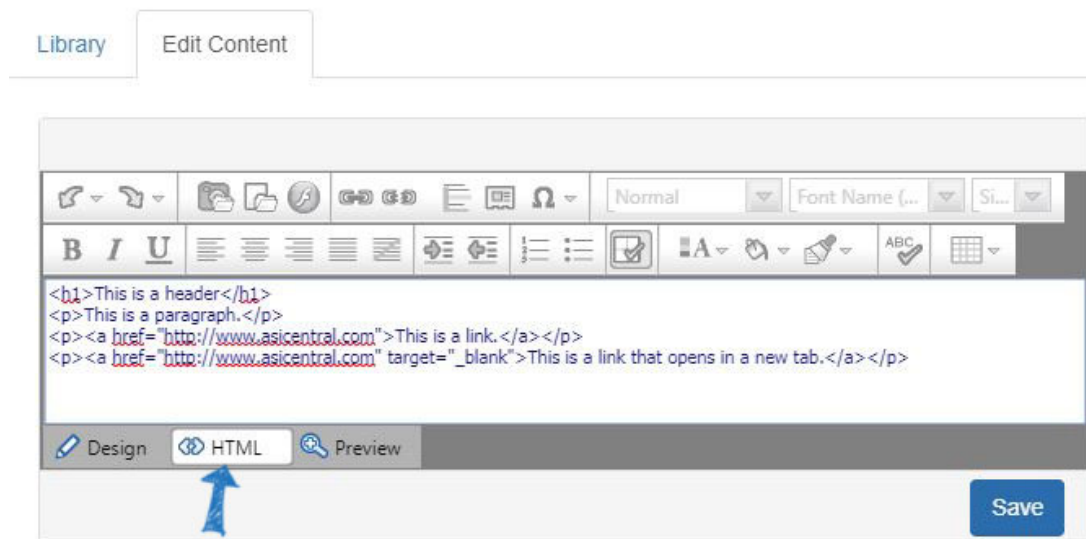 Library Edit Content
Normal Font Name (... Si...
B I U A ABC
<h1>This is a header</h1>
<p>This is a paragraph.</p>
<p><a href="http://www.asicentral.com">This is a link.</a></p>
<p><a href="http://www.asicentral.com" target="_blank">This is a link that opens in a new tab.</a></p>
Design HTML Preview
Save